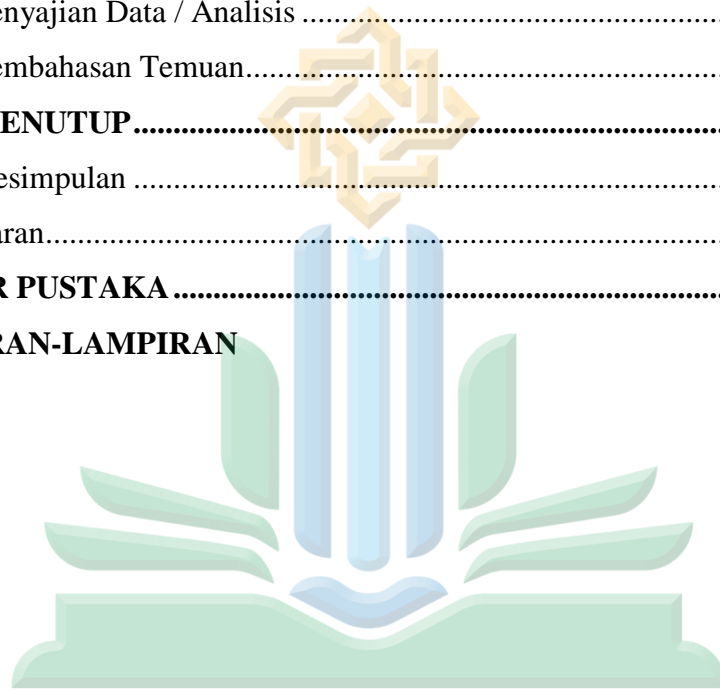 enyajian Data / Analisis ........................................................
embahasan Temuan................................................................
ENUTUP................................................................................
esimpulan ...........................................................................
aran.....................................................................................
R PUSTAKA .......................................................................
RAN-LAMPIRAN